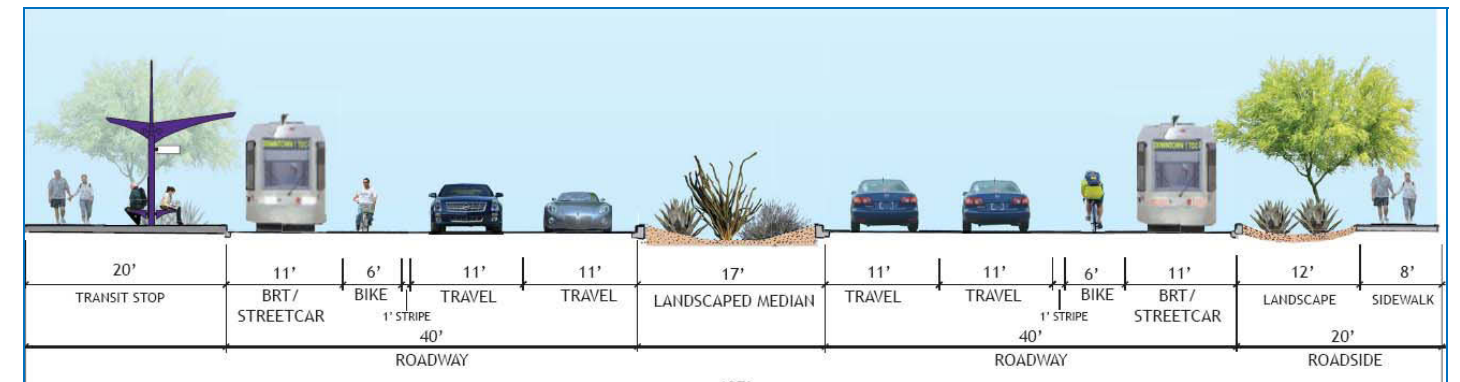 20’
TRANSIT STOP
11’
BRT/
STREETCAR
6’
BIKE
1’ STRIPE
11’
TRAVEL
11’
TRAVEL
40’
ROADWAY
17’
LANDSCAPED MEDIAN
11’
TRAVEL
11’
TRAVEL
1’ STRIPE
6’
BIKE
11’
BRT/
STREETCAR
40’
ROADWAY
12’
LANDSCAPE
8’
SIDEWALK
20’
ROADSIDE